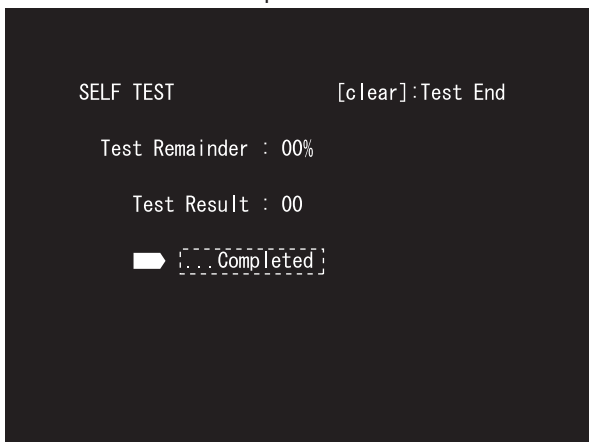 SELF TEST [clear]:Test End
Test Remainder : 00%
Test Result : 00
...Completed